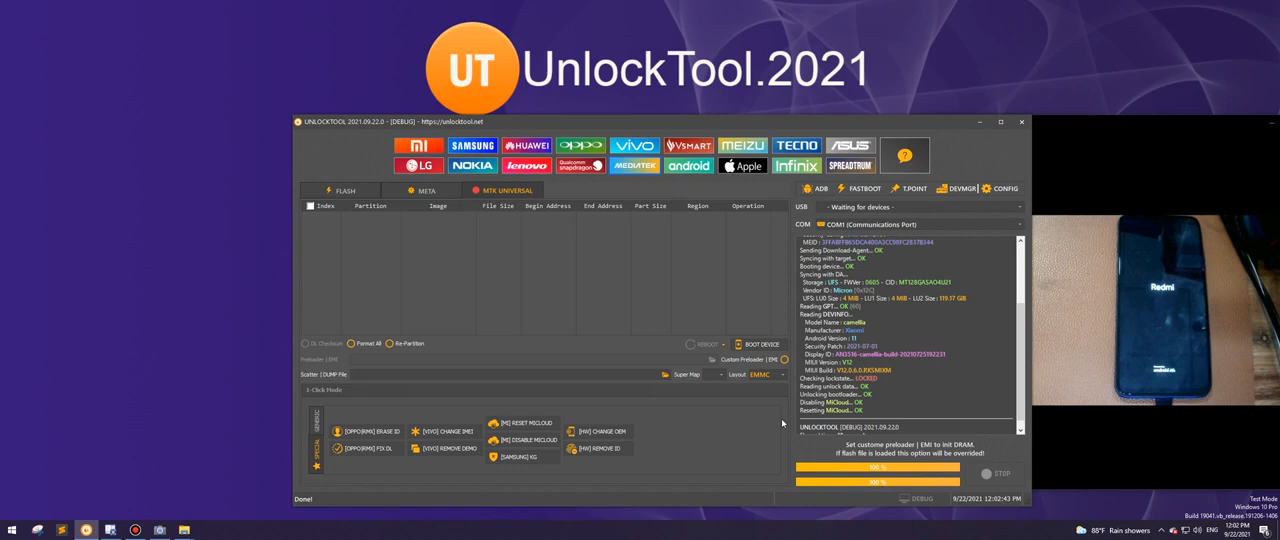 UT UnlockTool.2021
UNLOCKTOOL 2021.09.22.0 - [DEBUG] - https://unlocktool.net
MI SAMSUNG HUAWEI OPPO VIVO VSMART MEIZU TECNO ASUS ?
LG NOKIA lenovo Qualcomm snapdragon MEDIATEK android Apple Infinix SPREADTRUM
FLASH META MTK UNIVERSAL
ADB FASTBOOT T.POINT DEVMGR CONFIG
Index Partition Image File Size Begin Address End Address Part Size Region Operation
USB - Waiting for devices -
COM COM1 (Communications Port)
MEID : 3FFABFFB65DCA400A3CC98FC2837B344
Sending Download-Agent... OK
Syncing with target... OK
Booting device... OK
Syncing with DA...
Storage : UFS - FWVer : 0605 - CID : MT128GASAO4U21
Vendor ID : Micron [0x12C]
UFS: LU0 Size : 4 MiB - LU1 Size : 4 MiB - LU2 Size : 119.17 GiB
Reading GPT... OK [60]
Reading DEVINFO...
Model Name : camellia
Manufacturer : Xiaomi
Android Version : 11
Security Patch : 2021-07-01
Display ID : AN3516-camellia-build-20210725192231
MIUI Version : V12
MIUI Build : V12.0.6.0.RKSMIXM
Checking lockstate... LOCKED
Reading unlock data... OK
Unlocking bootloader... OK
Disabling MiCloud... OK
Resetting MiCloud... OK
UNLOCKTOOL [DEBUG] 2021.09.22.0
DL Checksum Format All Re-Partition
REBOOT BOOT DEVICE
Preloader | EMI Custom Preloader | EMI
Scatter | DUMP File Super Map Layout EMMC
1-Click Mode
GENERIC
SPECIAL
[OPPO]RM] ERASE ID [VIVO] CHANGE IMEI [MI] RESET MICLOUD [HW] CHANGE OEM
[MI] DISABLE MICLOUD
[OPPO]RM] FIX DL [VIVO] REMOVE DEMO [SAMSUNG] KG [HW] REMOVE ID
Set custome preloader | EMI to init DRAM.
If flash file is loaded this option will be overrided!
100 %
100 %
STOP
Done! DEBUG 9/22/2021 12:02:43 PM
Redmi
Test Mode
Windows 10 Pro
Build 19041.vb_release.191206-1406
88°F Rain showers ENG 12:02 PM
9/22/2021